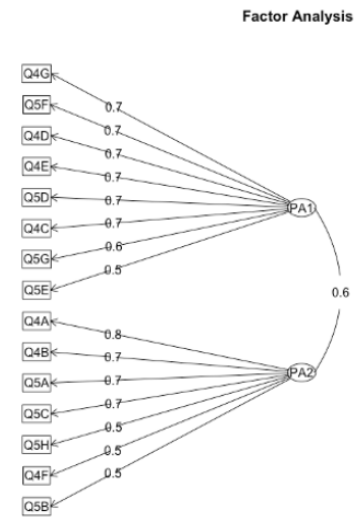 Factor Analysis
Q4G
Q5F
Q4D
Q4E
Q5D
Q4C
Q5G
Q5E
Q4A
Q4B
Q5A
Q5C
Q5H
Q4F
Q5B
0.7
0.7
0.7
0.7
0.7
0.7
0.6
0.5
0.8
0.7
0.7
0.7
0.5
0.5
0.5
PA1
PA2
0.6